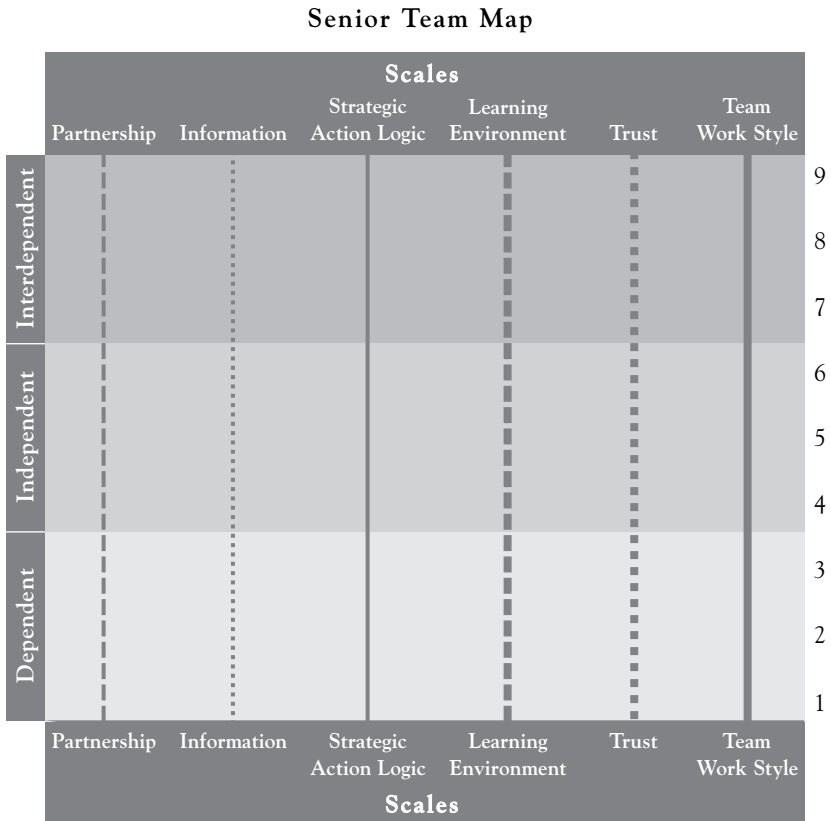 Senior Team Map
Scales
Partnership Information Strategic Action Logic Learning Environment Trust Team Work Style
Interdependent
Independent
Dependent
9
8
7
6
5
4
3
2
1
Partnership Information Strategic Action Logic Learning Environment Trust Team Work Style
Scales